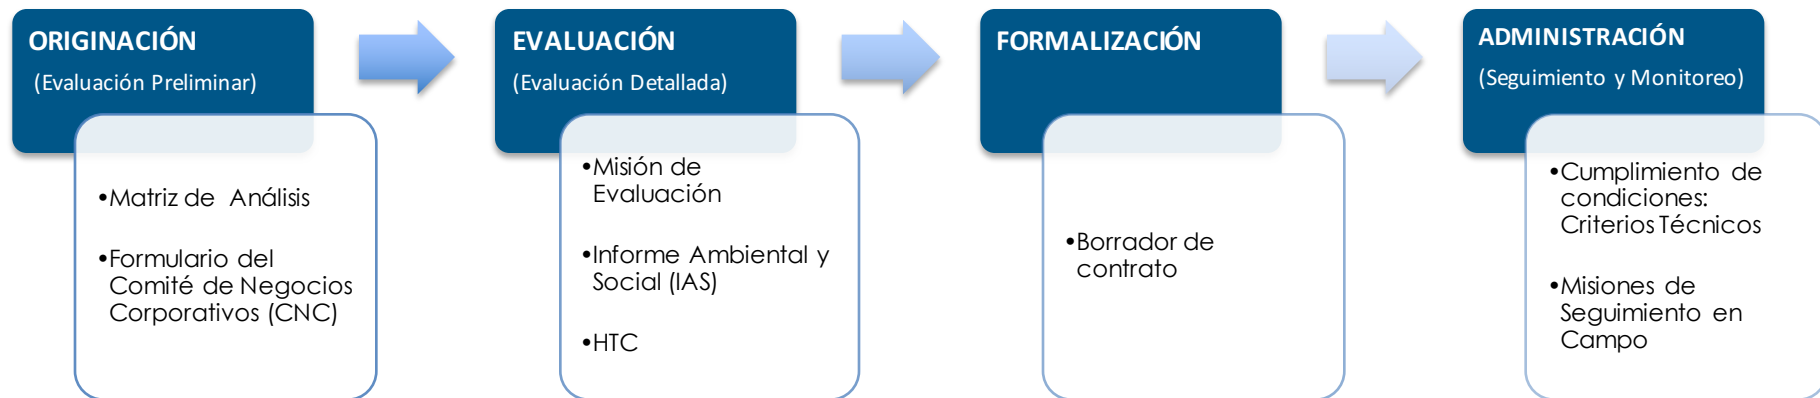 ORIGINACIÓN
(Evaluación Preliminar)
•Matriz de Análisis
•Formulario del
Comité de Negocios
Corporativos (CNC)
EVALUACIÓN
(Evaluación Detallada)
•Misión de
Evaluación
•Informe Ambiental y
Social (IAS)
•HTC
FORMALIZACIÓN
•Borrador de
contrato
ADMINISTRACIÓN
(Seguimiento y Monitoreo)
•Cumplimiento de
condiciones:
Criterios Técnicos
•Misiones de
Seguimiento en
Campo